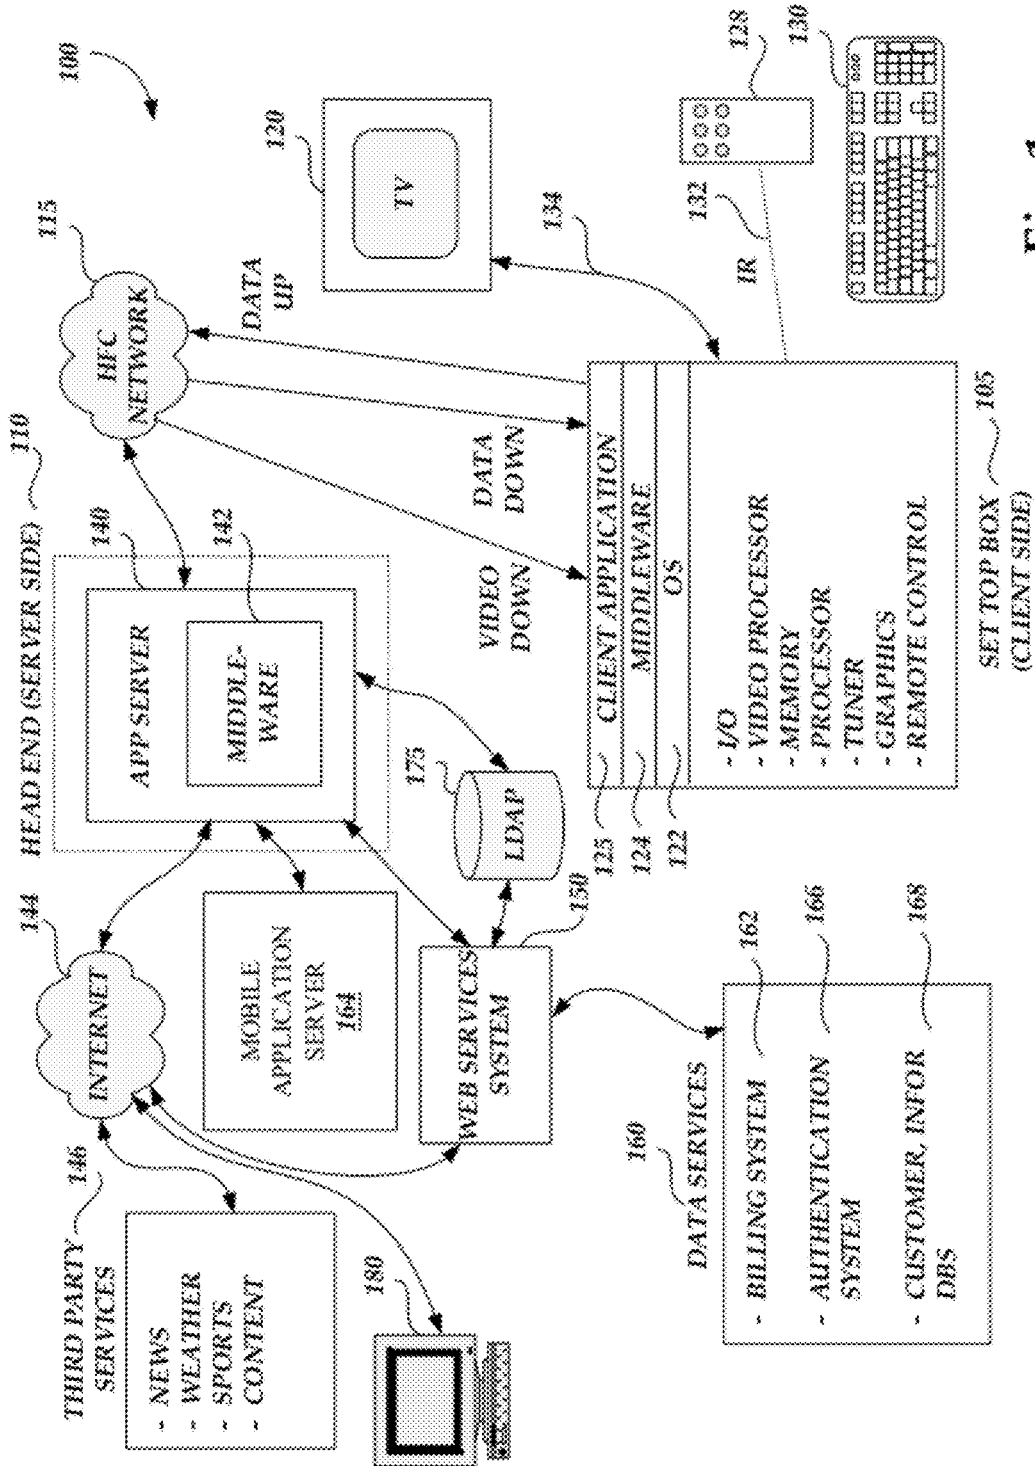 100
THIRD PARTY
SERVICES
146
- NEWS
- WEATHER
- SPORTS
- CONTENT
180
INTERNET
144
MOBILE
APPLICATION
SERVER
164
WEB SERVICES
SYSTEM
150
HEAD END (SERVER SIDE)
110
140
APP SERVER
142
MIDDLE-
WARE
LDAP
175
HFC
NETWORK
115
VIDEO
DOWN
DATA
DOWN
DATA
UP
TV
120
134
IR
132
128
130
125
CLIENT APPLICATION
124
MIDDLEWARE
122
OS
- I/O
- VIDEO PROCESSOR
- MEMORY
- PROCESSOR
- TUNER
- GRAPHICS
- REMOTE CONTROL
SET TOP BOX
(CLIENT SIDE)
105
160
DATA SERVICES
- BILLING SYSTEM
162
- AUTHENTICATION
SYSTEM
166
- CUSTOMER, INFOR
DBS
168